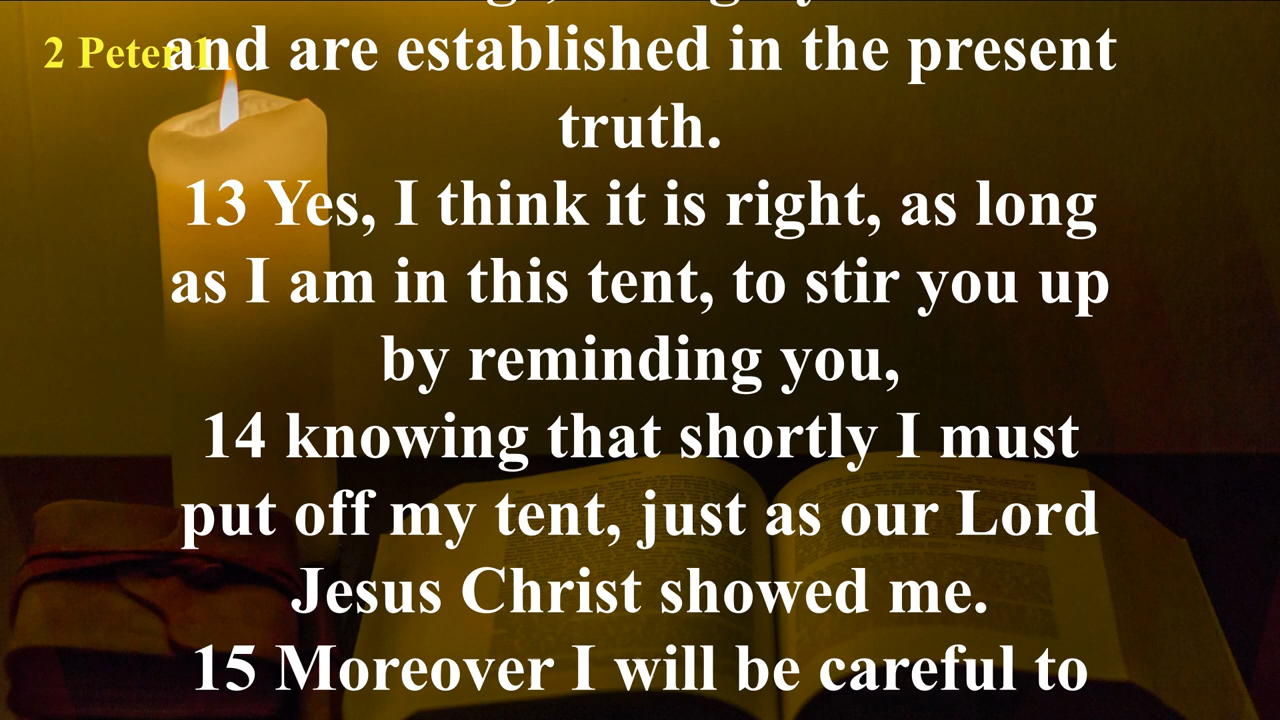 2 Peter 1
and are established in the present
truth.
13 Yes, I think it is right, as long
as I am in this tent, to stir you up
by reminding you,
14 knowing that shortly I must
put off my tent, just as our Lord
Jesus Christ showed me.
15 Moreover I will be careful to